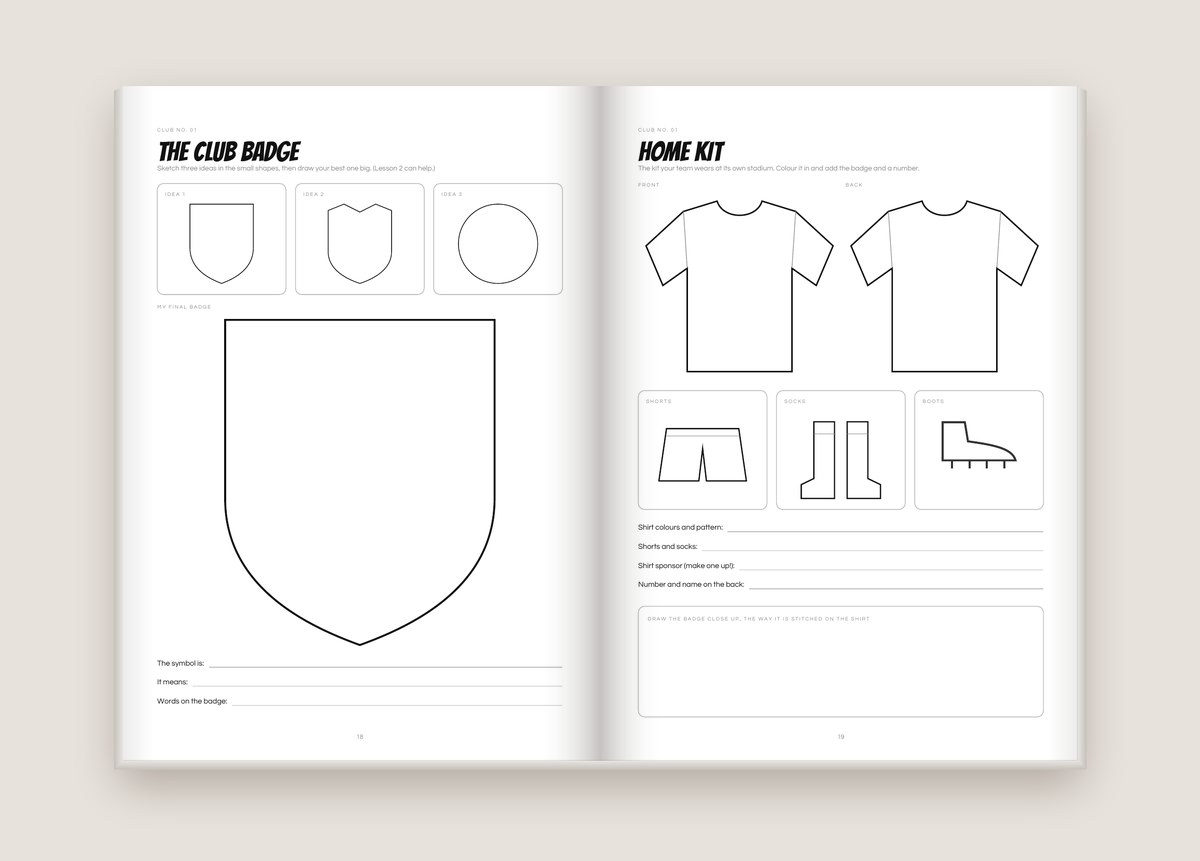 CLUB NO. 01
THE CLUB BADGE
Sketch three ideas in the small shapes, then draw your best one big. (Lesson 2 can help.)
IDEA 1
IDEA 2
IDEA 3
MY FINAL BADGE
The symbol is:
It means:
Words on the badge:
18
CLUB NO. 01
HOME KIT
The kit your team wears at its own stadium. Colour it in and add the badge and a number.
FRONT
BACK
SHORTS
SOCKS
BOOTS
Shirt colours and pattern:
Shorts and socks:
Shirt sponsor (make one up!):
Number and name on the back:
DRAW THE BADGE CLOSE UP, THE WAY IT IS STITCHED ON THE SHIRT
19